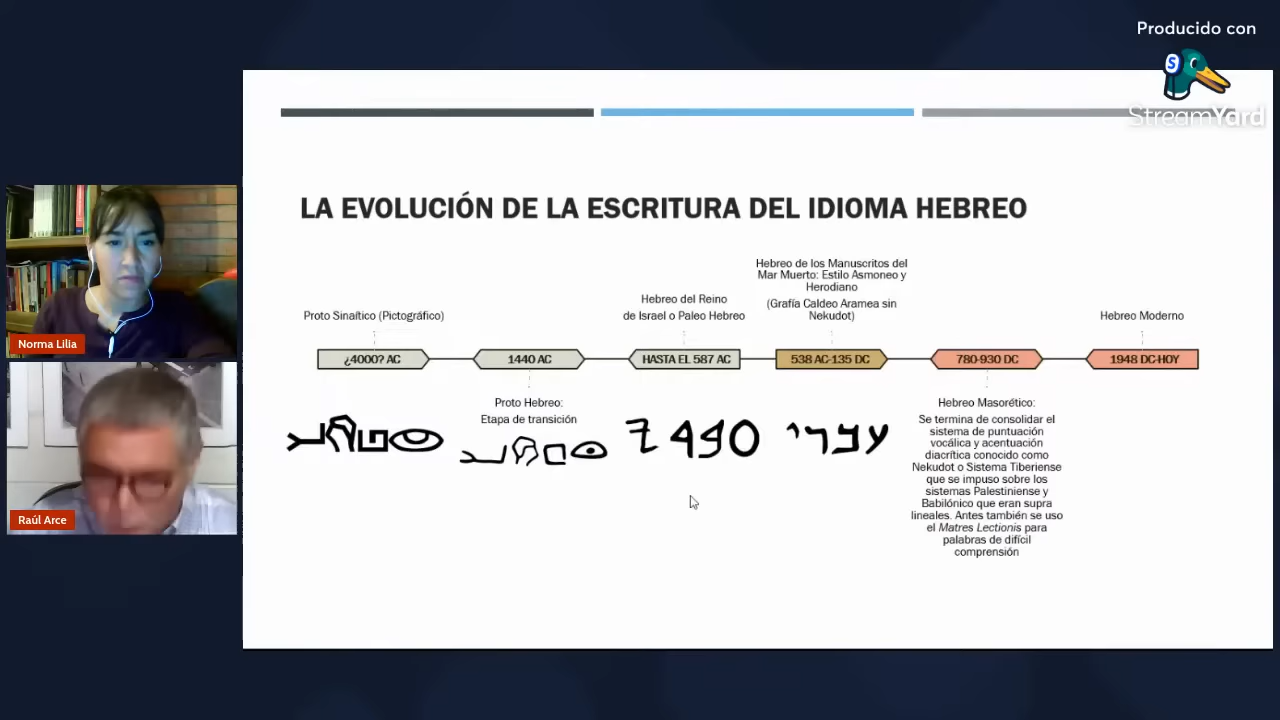 Producido con
StreamYard
LA EVOLUCIÓN DE LA ESCRITURA DEL IDIOMA HEBREO
Proto Sinaítico (Pictográfico)
¿4000? AC
1440 AC
Proto Hebreo:
Etapa de transición
Hebreo del Reino
de Israel o Paleo Hebreo
HASTA EL 587 AC
Hebreo de los Manuscritos del
Mar Muerto: Estilo Asmoneo y
Herodiano
(Grafía Caldeo Aramea sin
Nekudot)
538 AC-135 DC
עברי
780-930 DC
Hebreo Masorético:
Se termina de consolidar el
sistema de puntuación
vocálica y acentuación
diacrítica conocido como
Nekudot o Sistema Tiberiense
que se impuso sobre los
sistemas Palestiniense y
Babilónico que eran supra
lineales. Antes también se uso
el Matres Lectionis para
palabras de difícil
comprensión
Hebreo Moderno
1948 DC-HOY
Norma Lilia
Raúl Arce